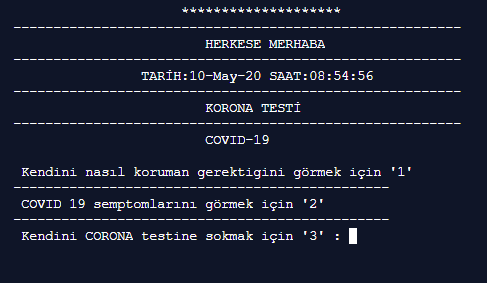 ********************
--------------------------------------------------------
HERKESE MERHABA
--------------------------------------------------------
TARİH:10-May-20 SAAT:08:54:56
--------------------------------------------------------
KORONA TESTİ
--------------------------------------------------------
COVID-19
Kendini nasıl koruman gerektigini görmek için '1'
-----------------------------------------------
COVID 19 semptomlarını görmek için '2'
-----------------------------------------------
Kendini CORONA testine sokmak için '3' :